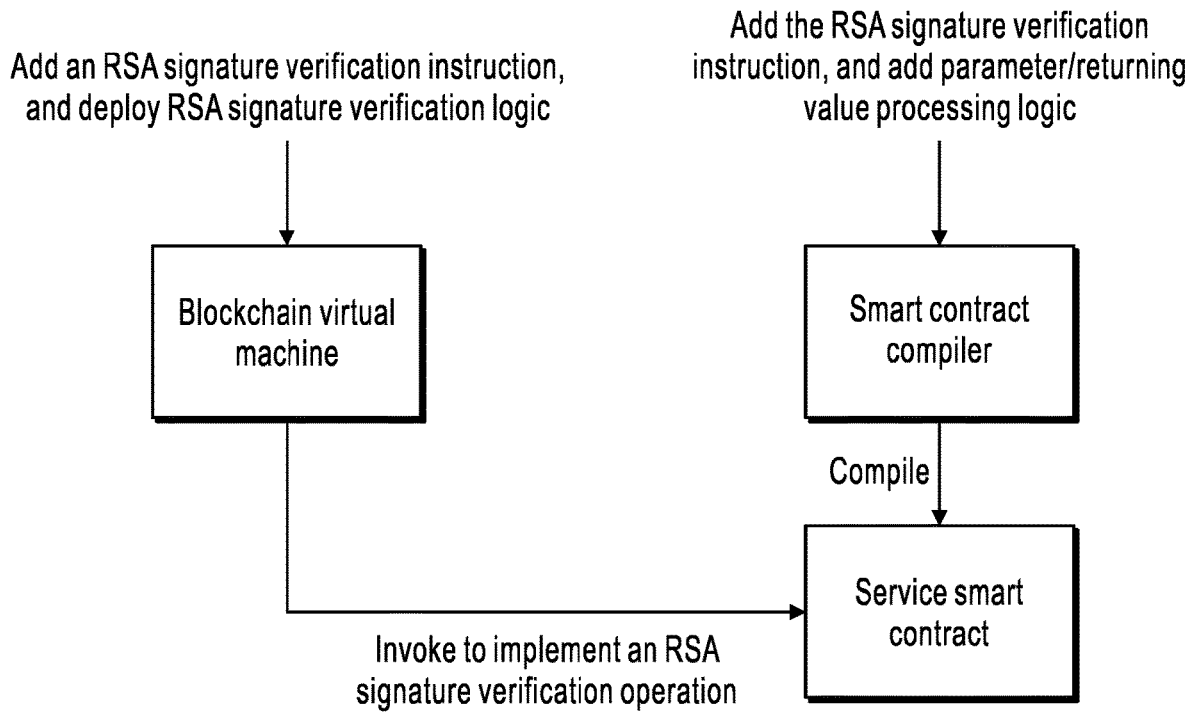 Add an RSA signature verification instruction,
and deploy RSA signature verification logic
Add the RSA signature verification
instruction, and add parameter/returning
value processing logic
Blockchain virtual
machine
Smart contract
compiler
Compile
Service smart
contract
Invoke to implement an RSA
signature verification operation